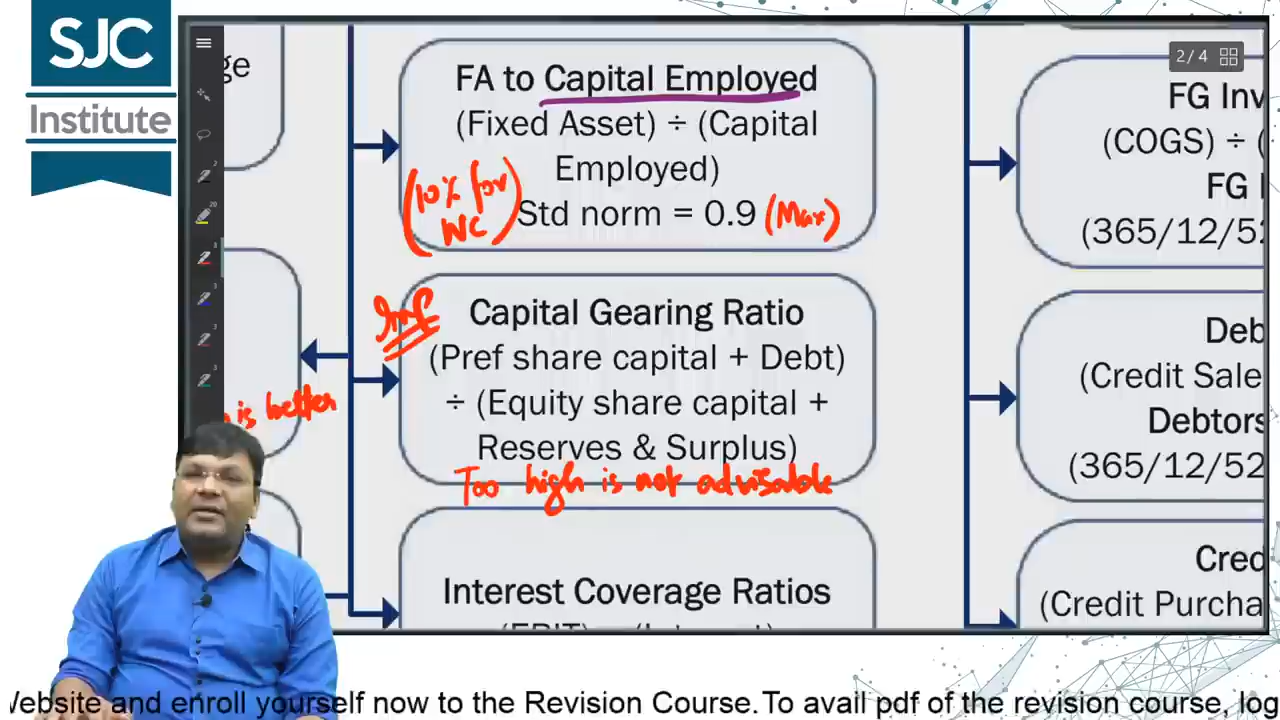 SJC
Institute
2/4
ge
FA to Capital Employed
(Fixed Asset) ÷ (Capital
Employed)
(10% for
WC)
Std norm = 0.9 (Max)
FG Inv
(COGS) ÷ (
FG I
(365/12/52
Imp
Capital Gearing Ratio
(Pref share capital + Debt)
÷ (Equity share capital +
Reserves & Surplus)
Too high is not advisable
is better
Deb
(Credit Sale
Debtors
(365/12/52
Interest Coverage Ratios
Cred
(Credit Purcha
Website and enroll yourself now to the Revision Course.To avail pdf of the revision course, log